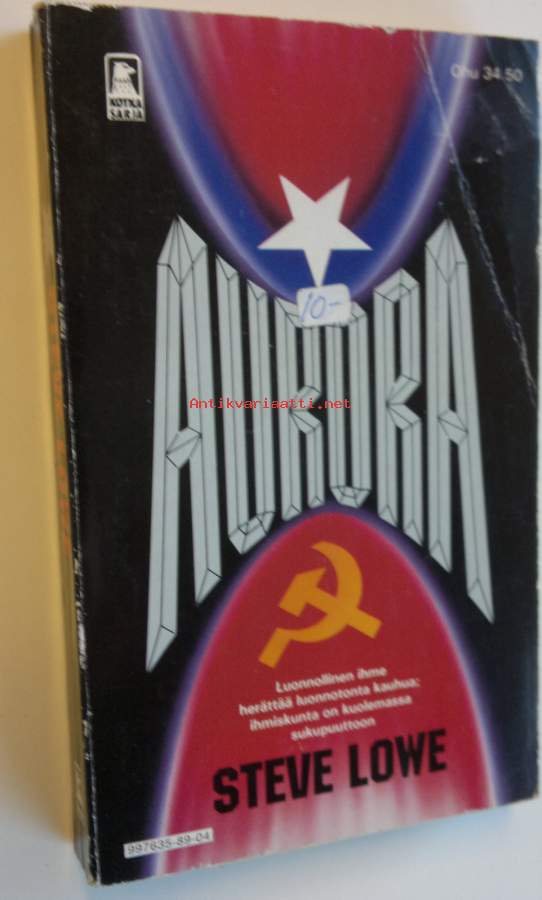 KOTKA
SARJA
Ohu 34.50
10.-
AURORA
Antikvariaatti.net
Luonnollinen ihme
herättää luonnotonta kauhua:
ihmiskunta on kuolemassa
sukupuuttoon
STEVE LOWE
997635-89-04